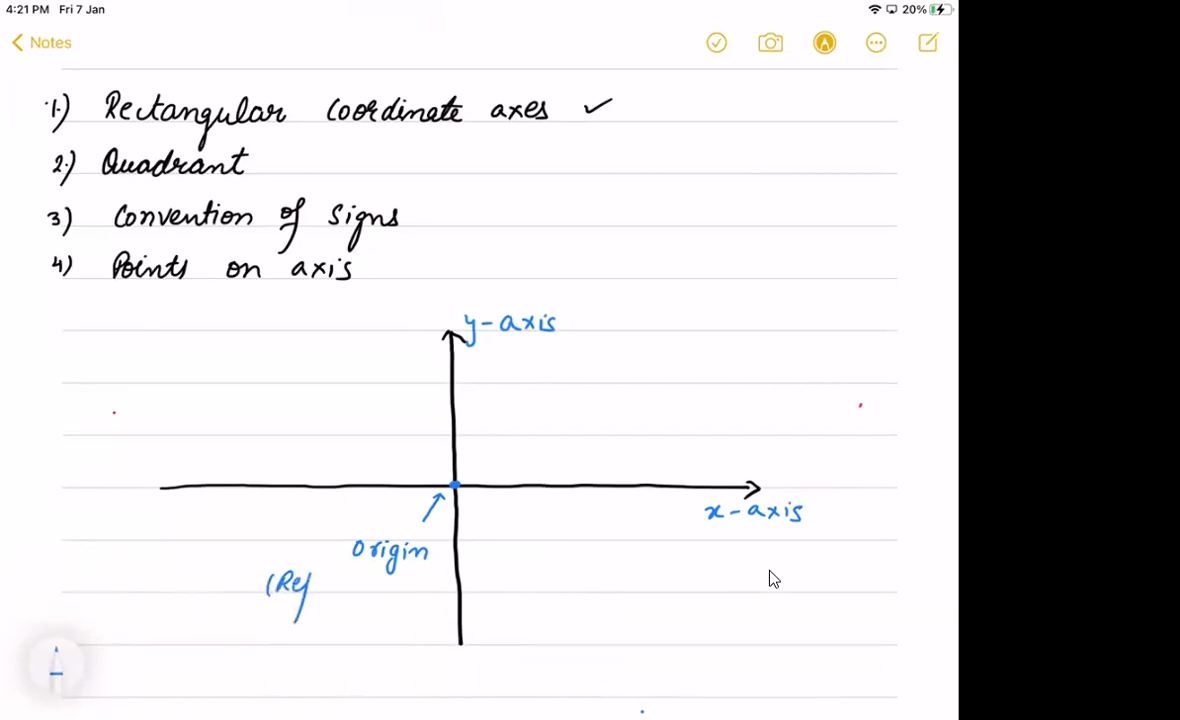 4:21 PM Fri 7 Jan 20%
Notes
1) Rectangular coordinate axes ✓
2) Quadrant
3) Convention of signs
4) Points on axis
y-axis
x-axis
origin
(Ref